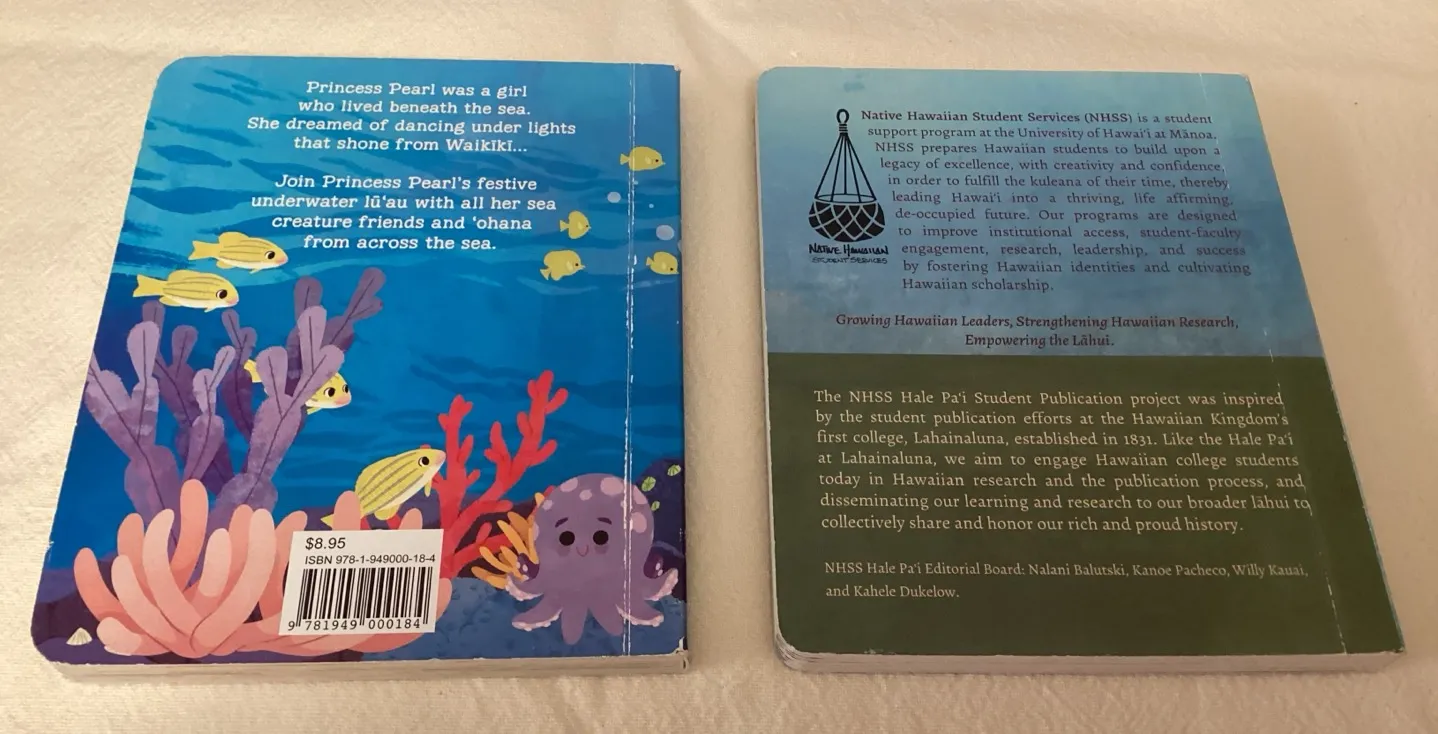 Princess Pearl was a girl
who lived beneath the sea.
She dreamed of dancing under lights
that shone from Waikīkī...
Join Princess Pearl's festive
underwater lū‘au with all her sea
creature friends and ‘ohana
from across the sea.
$8.95
ISBN 978-1-949000-18-4
9 781949 000184
Native Hawaiian Student Services (NHSS) is a student
support program at the University of Hawai‘i at Mānoa.
NHSS prepares Hawaiian students to build upon a
legacy of excellence, with creativity and confidence,
in order to fulfill the kuleana of their time, thereby
leading Hawai‘i into a thriving, life affirming,
de-occupied future. Our programs are designed
to improve institutional access, student-faculty
engagement, research, leadership, and success
by fostering Hawaiian identities and cultivating
Hawaiian scholarship.
NATIVE HAWAIIAN
STUDENT SERVICES
Growing Hawaiian Leaders, Strengthening Hawaiian Research,
Empowering the Lāhui.
The NHSS Hale Pa‘i Student Publication project was inspired
by the student publication efforts at the Hawaiian Kingdom's
first college, Lahainaluna, established in 1831. Like the Hale Pa‘i
at Lahainaluna, we aim to engage Hawaiian college students
today in Hawaiian research and the publication process, and
disseminating our learning and research to our broader lāhui to
collectively share and honor our rich and proud history.
NHSS Hale Pa‘i Editorial Board: Nalani Balutski, Kanoe Pacheco, Willy Kauai,
and Kahele Dukelow.